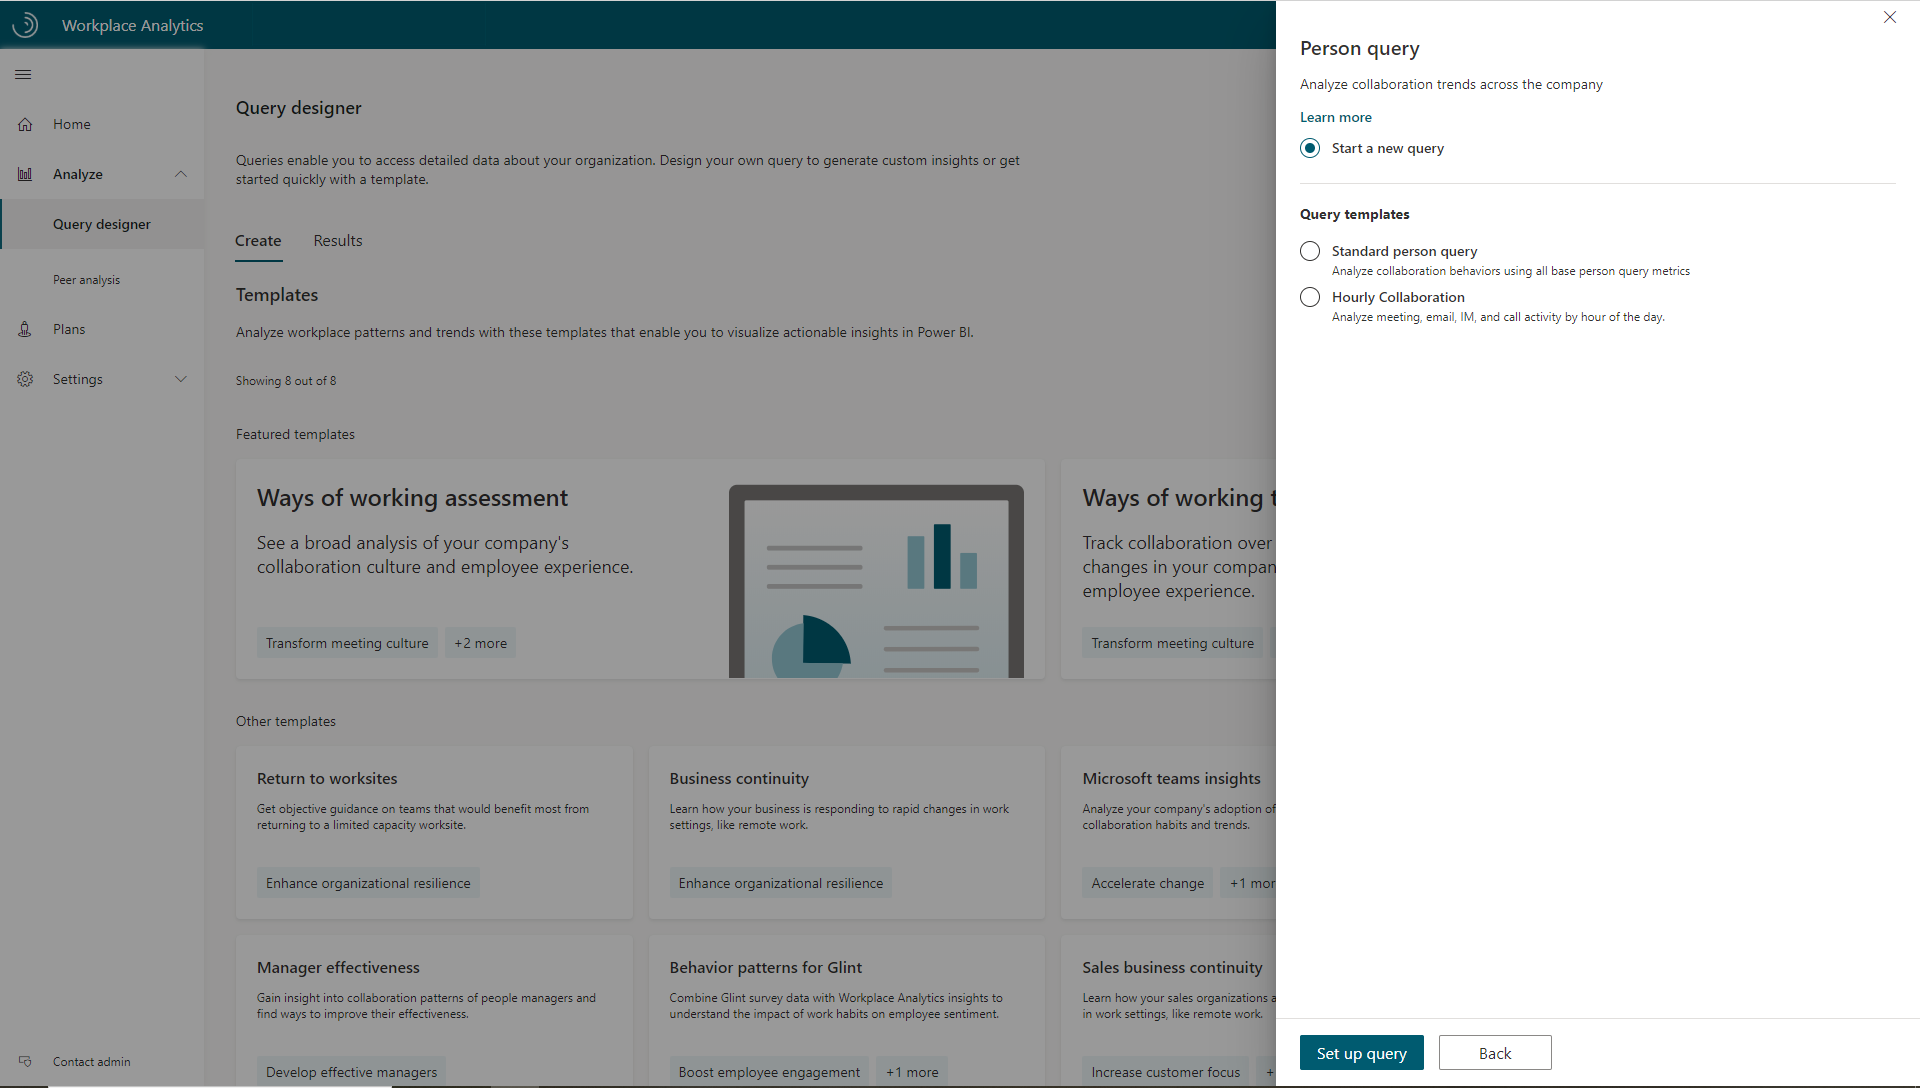 Workplace Analytics
Home
Analyze
Query designer
Peer analysis
Plans
Settings
Contact admin
Query designer
Queries enable you to access detailed data about your organization. Design your own query to generate custom insights or get
started quickly with a template.
Create
Results
Templates
Analyze workplace patterns and trends with these templates that enable you to visualize actionable insights in Power BI.
Showing 8 out of 8
Featured templates
Ways of working assessment
See a broad analysis of your company's
collaboration culture and employee experience.
Transform meeting culture
+2 more
Ways of working
Track collaboration over
changes in your
employee experience.
Transform meeting culture
Other templates
Return to worksites
Get objective guidance on teams that would benefit most from
returning to a limited capacity worksite.
Enhance organizational resilience
Business continuity
Learn how your business is responding to rapid changes in work
settings, like remote work.
Enhance organizational resilience
Microsoft teams insights
Analyze your company's adoption of
collaboration habits and trends.
Accelerate change
+1 mor
Manager effectiveness
Gain insight into collaboration patterns of people managers and
find ways to improve their effectiveness.
Develop effective managers
Behavior patterns for Glint
Combine Glint survey data with Workplace Analytics insights to
understand the impact of work habits on employee sentiment.
Boost employee engagement
+1 more
Sales business continuity
Learn how your sales organizations a
in work settings, like remote work.
Increase customer focus
+
Person query
Analyze collaboration trends across the company
Learn more
Start a new query
Query templates
Standard person query
Analyze collaboration behaviors using all base person query metrics
Hourly Collaboration
Analyze meeting, email, IM, and call activity by hour of the day.
Set up query
Back